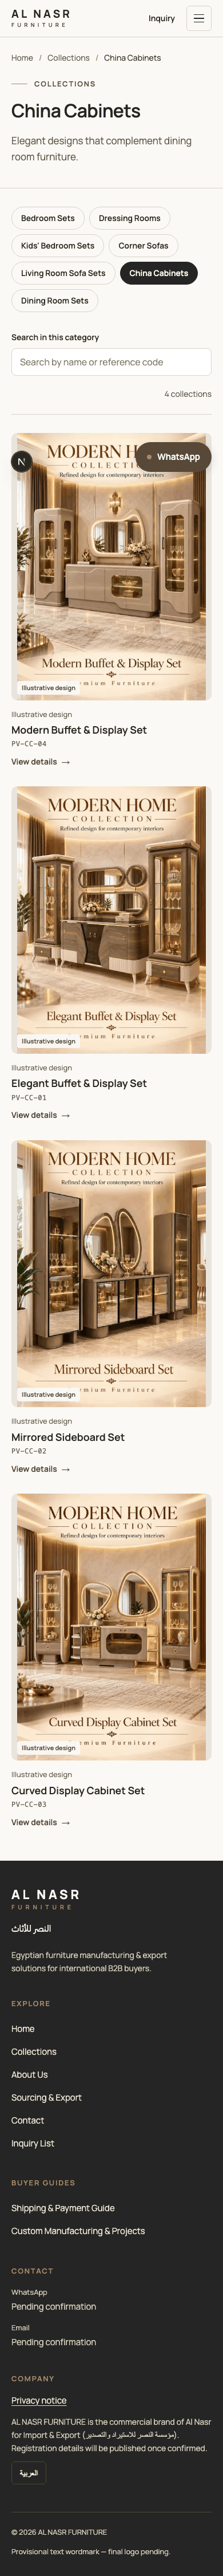 AL NASR
FURNITURE
Inquiry
Home / Collections / China Cabinets
COLLECTIONS
China Cabinets
Elegant designs that complement dining
room furniture.
Bedroom Sets
Dressing Rooms
Kids' Bedroom Sets
Corner Sofas
Living Room Sofa Sets
China Cabinets
Dining Room Sets
Search in this category
Search by name or reference code
4 collections
MODERN HOME
COLLECTION
Refined design for contemporary interiors
N
WhatsApp
Modern Buffet & Display Set
Illustrative design
Illustrative design
Modern Buffet & Display Set
PV-CC-04
View details →
MODERN HOME
COLLECTION
Refined design for contemporary interiors
Elegant Buffet & Display Set
Premium Furniture
Illustrative design
Illustrative design
Elegant Buffet & Display Set
PV-CC-01
View details →
MODERN HOME
COLLECTION
Refined design for contemporary interiors
Mirrored Sideboard Set
Premium Furniture
Illustrative design
Illustrative design
Mirrored Sideboard Set
PV-CC-02
View details →
MODERN HOME
COLLECTION
Refined design for contemporary interiors
Curved Display Cabinet Set
Premium Furniture
Illustrative design
Illustrative design
Curved Display Cabinet Set
PV-CC-03
View details →
AL NASR
FURNITURE
النصر للأثاث
Egyptian furniture manufacturing & export
solutions for international B2B buyers.
EXPLORE
Home
Collections
About Us
Sourcing & Export
Contact
Inquiry List
BUYER GUIDES
Shipping & Payment Guide
Custom Manufacturing & Projects
CONTACT
WhatsApp
Pending confirmation
Email
Pending confirmation
COMPANY
Privacy notice
AL NASR FURNITURE is the commercial brand of Al Nasr
for Import & Export (مؤسسة النصر للاستيراد والتصدير).
Registration details will be published once confirmed.
العربية
© 2026 AL NASR FURNITURE
Provisional text wordmark — final logo pending.